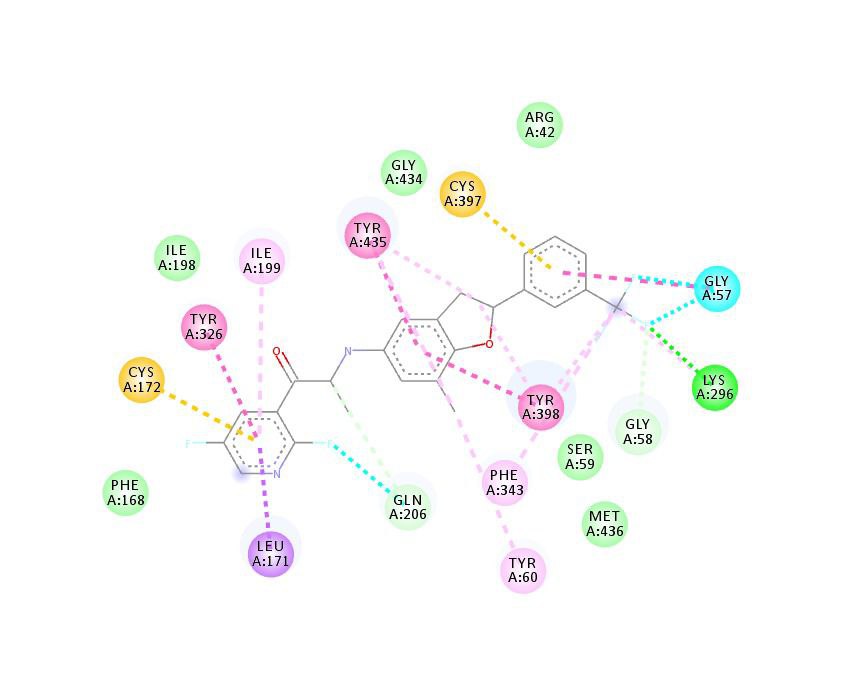 ARG
A:42
GLY
A:434
CYS
A:397
TYR
A:435
ILE
A:198
ILE
A:199
GLY
A:57
TYR
A:326
O
N
O
CYS
A:172
LYS
A:296
TYR
A:398
GLY
A:58
F
F
N
SER
A:59
PHE
A:168
PHE
A:343
GLN
A:206
MET
A:436
LEU
A:171
TYR
A:60